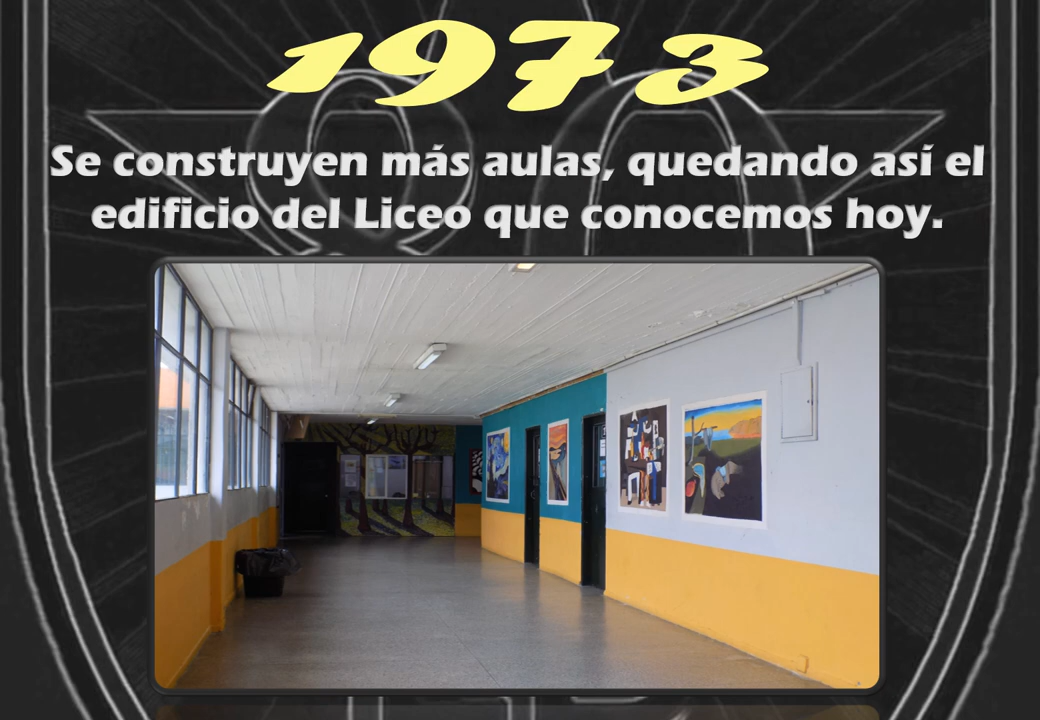 1973
Se construyen más aulas, quedando así el
edificio del Liceo que conocemos hoy.